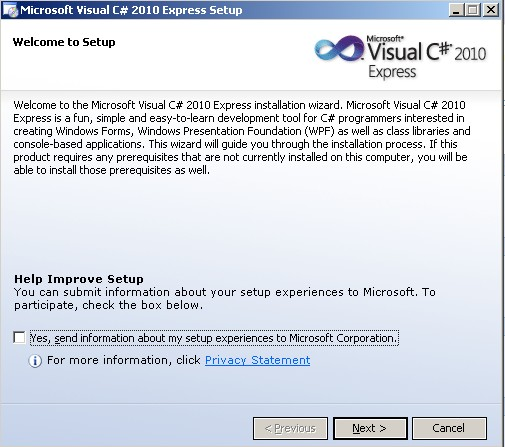 Microsoft Visual C# 2010 Express Setup
Welcome to Setup
Microsoft®
Visual C#® 2010
Express
Welcome to the Microsoft Visual C# 2010 Express installation wizard. Microsoft Visual C# 2010
Express is a fun, simple and easy-to-learn development tool for C# programmers interested in
creating Windows Forms, Windows Presentation Foundation (WPF) as well as class libraries and
console-based applications. This wizard will guide you through the installation process. If this
product requires any prerequisites that are not currently installed on this computer, you will be
able to install those prerequisites as well.
Help Improve Setup
You can submit information about your setup experiences to Microsoft. To
participate, check the box below.
Yes, send information about my setup experiences to Microsoft Corporation.
For more information, click Privacy Statement
< Previous
Next >
Cancel